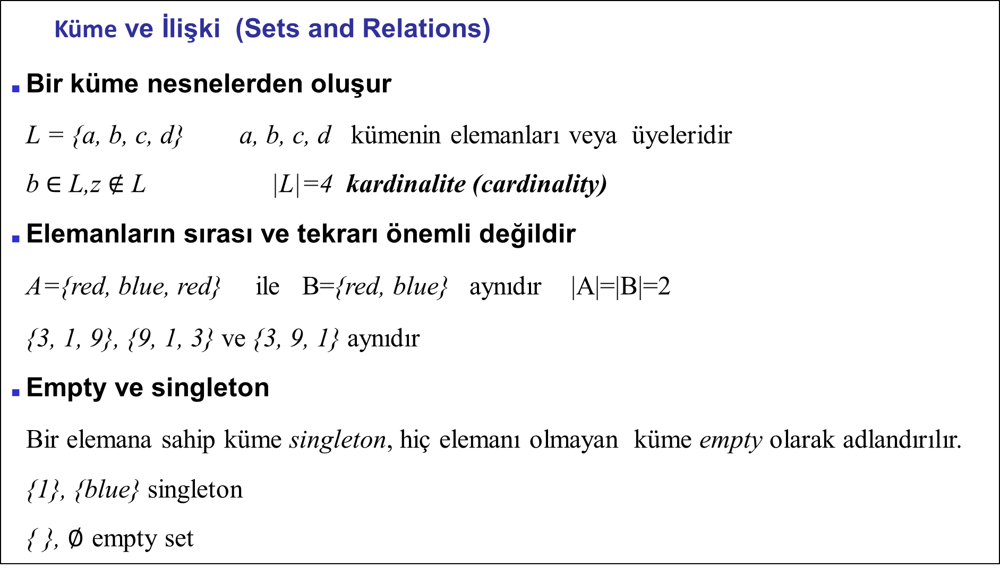 Küme ve İlişki (Sets and Relations)
▪ Bir küme nesnelerden oluşur
L = {a, b, c, d} a, b, c, d kümenin elemanları veya üyeleridir
b ∈ L,z ∉ L |L|=4 kardinalite (cardinality)
▪ Elemanların sırası ve tekrarı önemli değildir
A={red, blue, red} ile B={red, blue} aynıdır |A|=|B|=2
{3, 1, 9}, {9, 1, 3} ve {3, 9, 1} aynıdır
▪ Empty ve singleton
Bir elemana sahip küme singleton, hiç elemanı olmayan küme empty olarak adlandırılır.
{1}, {blue} singleton
{ }, ∅ empty set